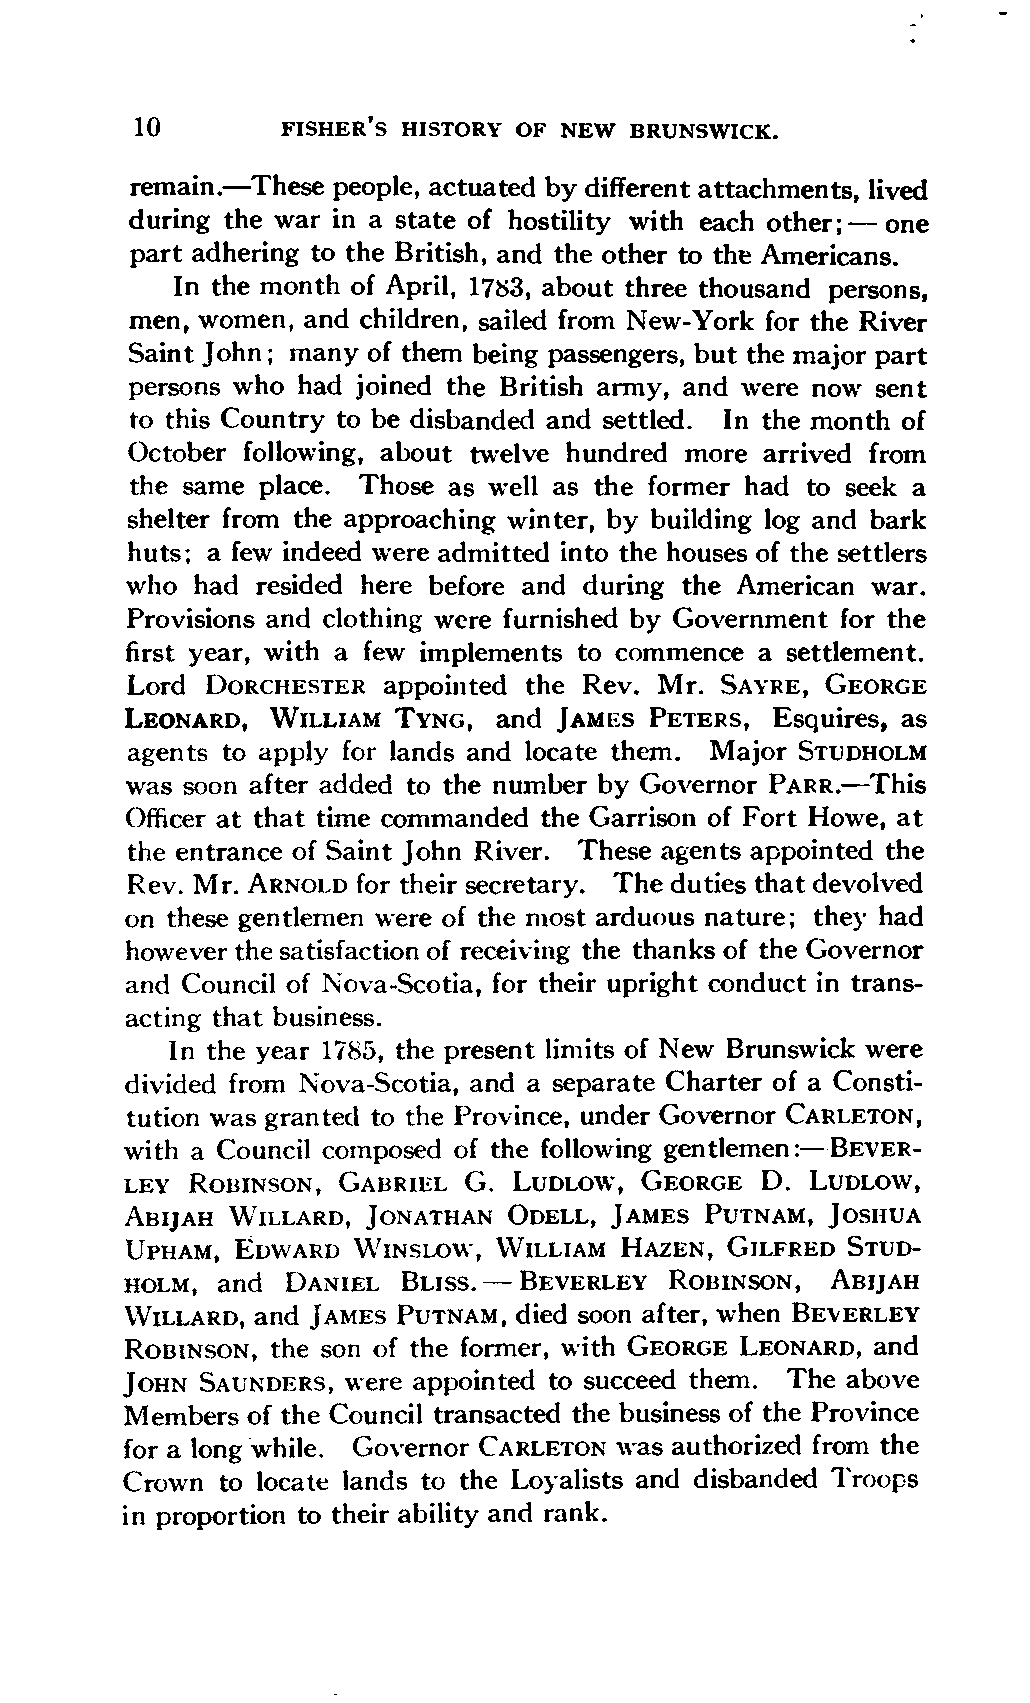 10 FISHER'S HISTORY OF NEW BRUNSWICK.
remain.—These people, actuated by different attachments, lived
during the war in a state of hostility with each other;— one
part adhering to the British, and the other to the Americans.
In the month of April, 1783, about three thousand persons,
men, women, and children, sailed from New-York for the River
Saint John; many of them being passengers, but the major part
persons who had joined the British army, and were now sent
to this Country to be disbanded and settled. In the month of
October following, about twelve hundred more arrived from
the same place. Those as well as the former had to seek a
shelter from the approaching winter, by building log and bark
huts; a few indeed were admitted into the houses of the settlers
who had resided here before and during the American war.
Provisions and clothing were furnished by Government for the
first year, with a few implements to commence a settlement.
Lord DORCHESTER appointed the Rev. Mr. SAYRE, GEORGE
LEONARD, WILLIAM TYNG, and JAMES PETERS, Esquires, as
agents to apply for lands and locate them. Major STUDHOLM
was soon after added to the number by Governor PARR.—This
Officer at that time commanded the Garrison of Fort Howe, at
the entrance of Saint John River. These agents appointed the
Rev. Mr. ARNOLD for their secretary. The duties that devolved
on these gentlemen were of the most arduous nature; they had
however the satisfaction of receiving the thanks of the Governor
and Council of Nova-Scotia, for their upright conduct in trans-
acting that business.
In the year 1785, the present limits of New Brunswick were
divided from Nova-Scotia, and a separate Charter of a Consti-
tution was granted to the Province, under Governor CARLETON,
with a Council composed of the following gentlemen:—BEVER-
LEY ROBINSON, GABRIEL G. LUDLOW, GEORGE D. LUDLOW,
ABIJAH WILLARD, JONATHAN ODELL, JAMES PUTNAM, JOSHUA
UPHAM, EDWARD WINSLOW, WILLIAM HAZEN, GILFRED STUD-
HOLM, and DANIEL BLISS.— BEVERLEY ROBINSON, ABIJAH
WILLARD, and JAMES PUTNAM, died soon after, when BEVERLEY
ROBINSON, the son of the former, with GEORGE LEONARD, and
JOHN SAUNDERS, were appointed to succeed them. The above
Members of the Council transacted the business of the Province
for a long while. Governor CARLETON was authorized from the
Crown to locate lands to the Loyalists and disbanded Troops
in proportion to their ability and rank.